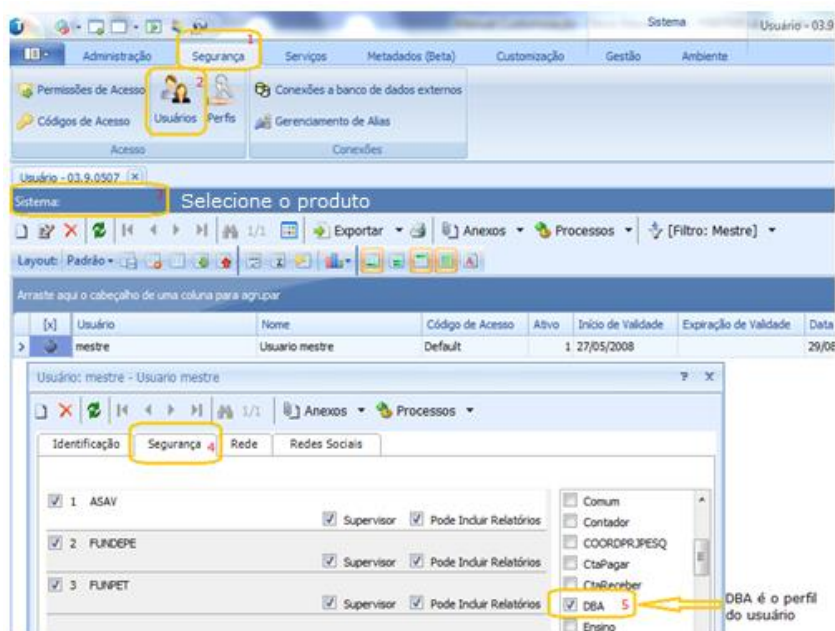 Sistema
Usuário - 03.9
Administração Segurança 1 Serviços Metadados (Beta) Customização Gestão Ambiente
Permissões de Acesso
Códigos de Acesso
2
Usuários Perfis
Conexões a banco de dados externos
Gerenciamento de Alias
Acesso Conexões
Usuário - 03.9.0507
Sistema: 3 Selecione o produto
1/1 Exportar Anexos Processos [Filtro: Mestre]
Layout: Padrão
Arraste aqui o cabeçalho de uma coluna para agrupar
[x] Usuário Nome Código de Acesso Ativo Início de Validade Expiração de Validade Data
mestre Usuario mestre Default 1 27/05/2008 29/08
Usuário: mestre - Usuario mestre ? X
1/1 Anexos Processos
Identificação Segurança 4 Rede Redes Sociais
1 ASAV
Supervisor Pode Incluir Relatórios
2 FUNDEPE
Supervisor Pode Incluir Relatórios
3 FUNPET
Supervisor Pode Incluir Relatórios
Comum
Contador
COORDPRJPESQ
CtaPagar
CtaReceber
DBA 5
Ensino
DBA é o perfil
do usuário